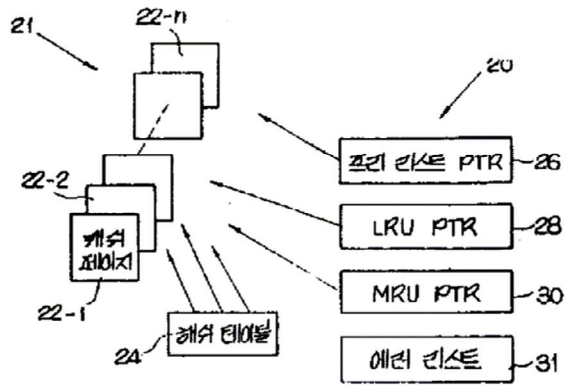 22-n
21
20
프리 리스트 PTR
26
22-2
LRU PTR
28
캐쉬
페이지
MRU PTR
30
22-1
24
해쉬 테이블
에러 리스트
31